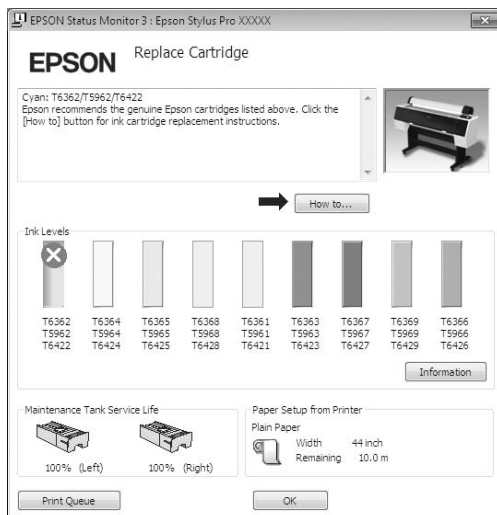 EPSON Status Monitor 3 : Epson Stylus Pro XXXXX
EPSON
Replace Cartridge
Cyan: T6362/T5962/T6422
Epson recommends the genuine Epson cartridges listed above. Click the
[How to] button for ink cartridge replacement instructions.
How to...
Ink Levels
T6362 T6364 T6365 T6368 T6361 T6363 T6367 T6369 T6366
T5962 T5964 T5965 T5968 T5961 T5963 T5967 T5969 T5966
T6422 T6424 T6425 T6428 T6421 T6423 T6427 T6429 T6426
Information
Maintenance Tank Service Life
100% (Left) 100% (Right)
Paper Setup from Printer
Plain Paper
Width 44 inch
Remaining 10.0 m
Print Queue
OK